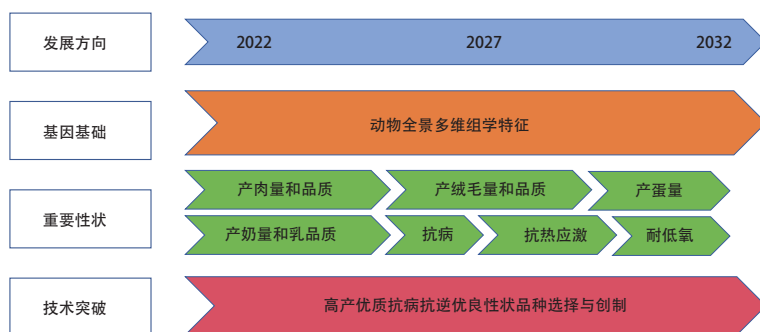 发展方向
2022 2027 2032
基因基础
动物全景多维组学特征
重要性状
产肉量和品质 产绒毛量和品质 产蛋量
产奶量和乳品质 抗病 抗热应激 耐低氧
技术突破
高产优质抗病抗逆优良性状品种选择与创制